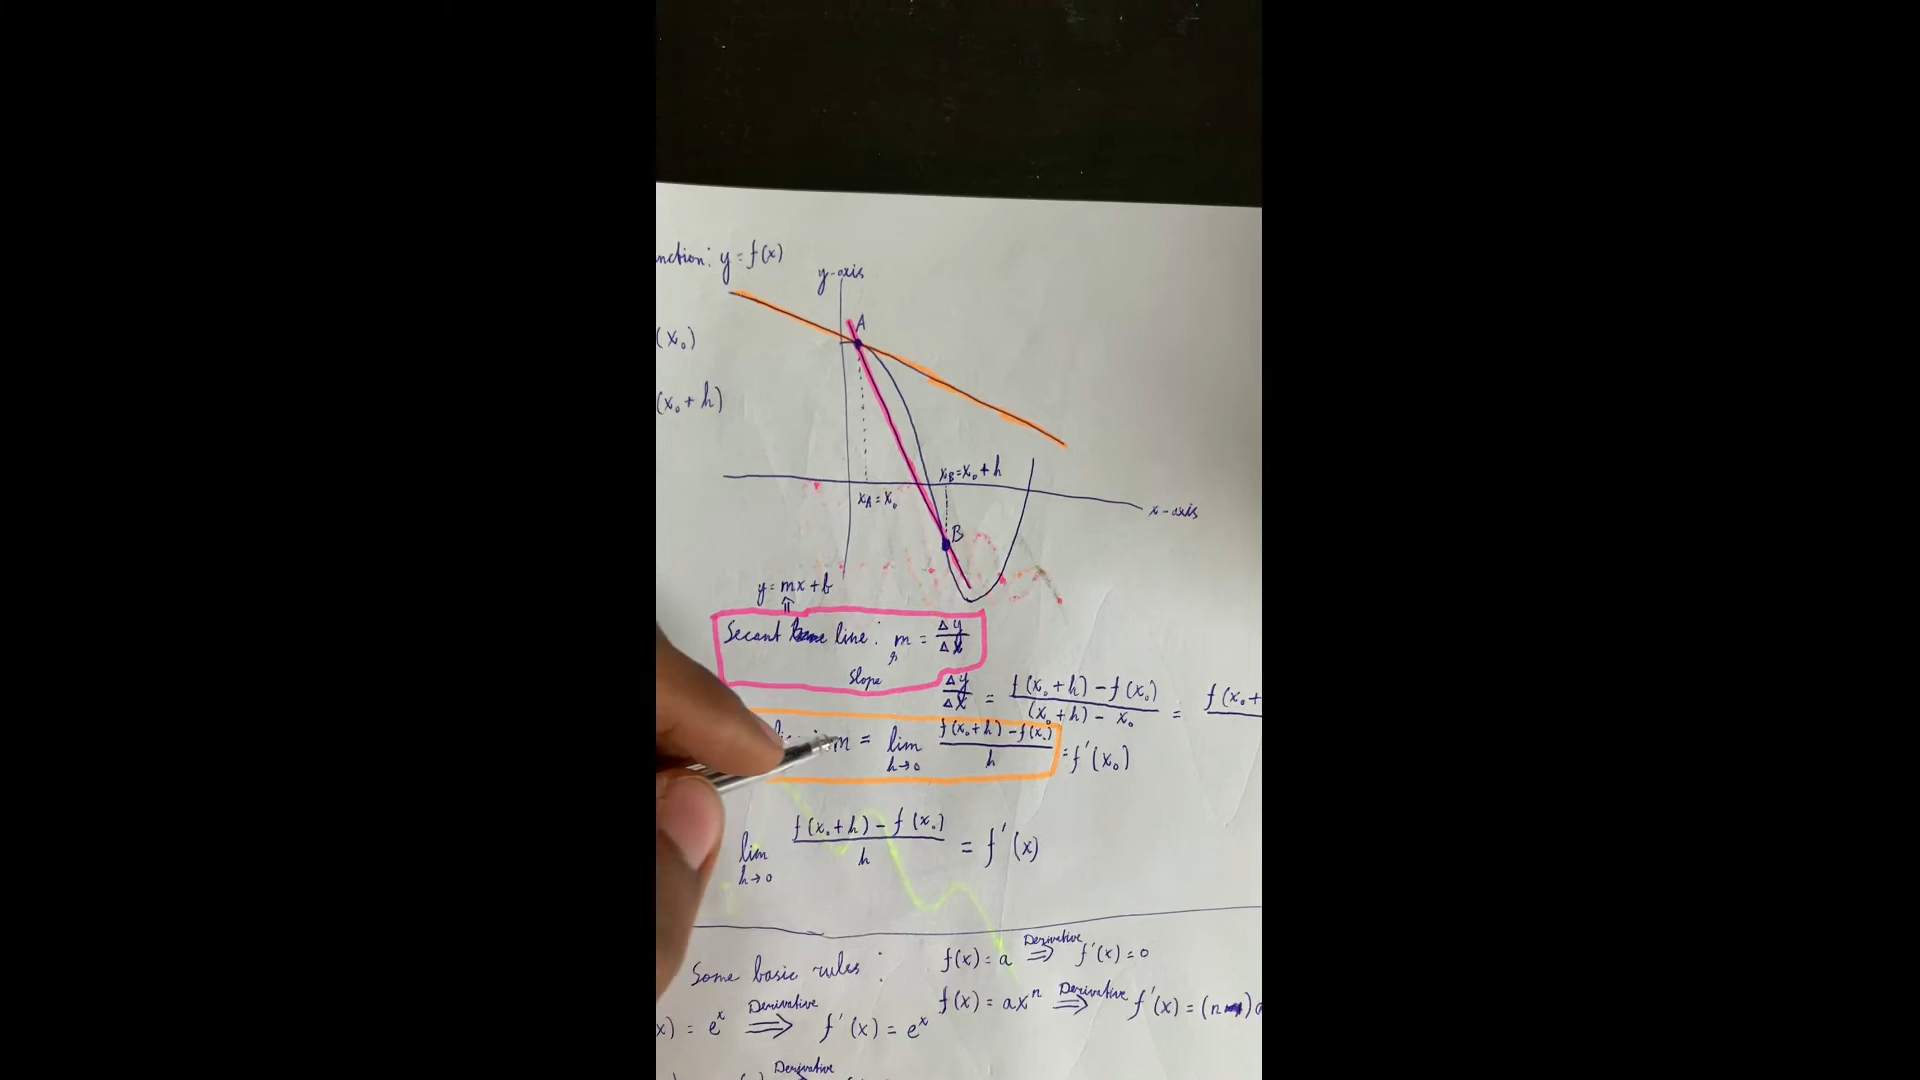 nction: y = f(x)
y-axis
(x₀)
A
(x₀ + h)
x_B = x₀ + h
x_A = x₀
x-axis
B
y = mx + b
Secant line: m = Δy/Δx
Slope
Δy/Δx = (f(x₀+h) - f(x₀))/((x₀+h) - x₀) = f(x₀+
m = lim h→0 (f(x₀+h) - f(x₀))/h = f'(x₀)
lim h→0 (f(x₀+h) - f(x₀))/h = f'(x)
Some basic rules:
f(x) = a Derivative ⇒ f'(x) = 0
f(x) = axⁿ Derivative ⇒ f'(x) = (n
x) = eˣ Derivative ⇒ f'(x) = eˣ
Derivative